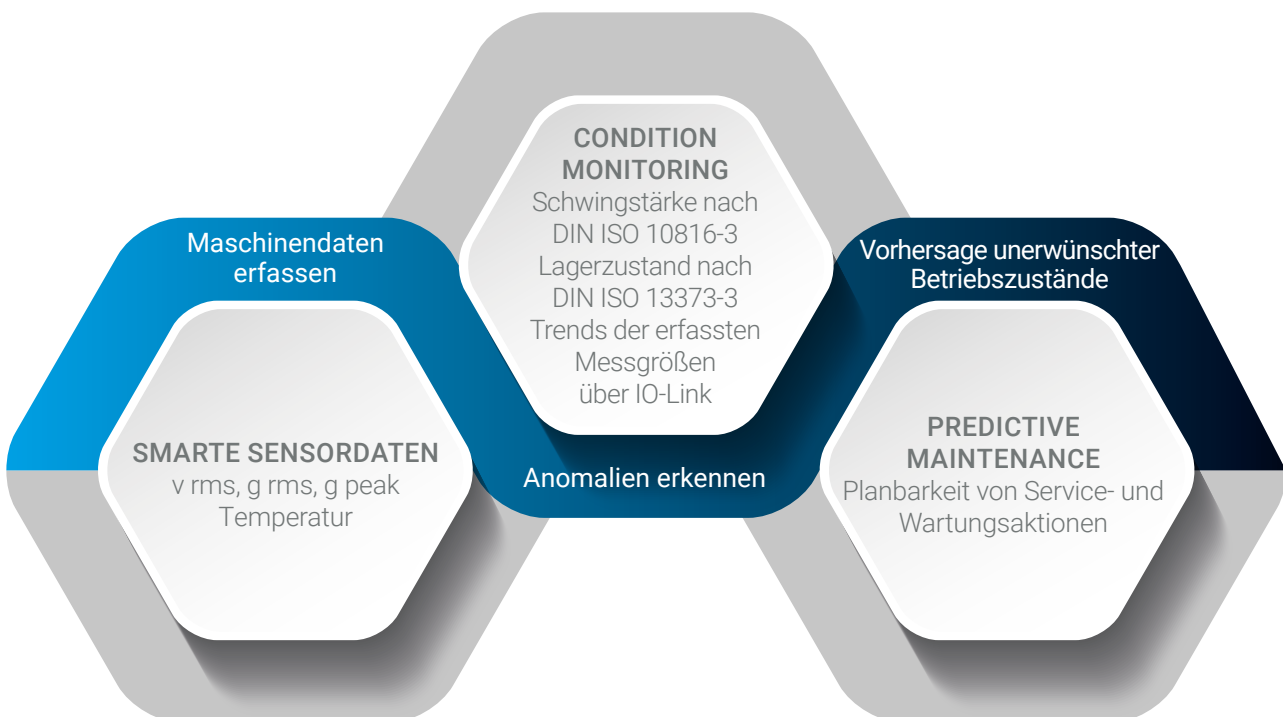 Maschinendaten
erfassen
SMARTE SENSORDATEN
v rms, g rms, g peak
Temperatur
CONDITION
MONITORING
Schwingstärke nach
DIN ISO 10816-3
Lagerzustand nach
DIN ISO 13373-3
Trends der erfassten
Messgrößen
über IO-Link
Anomalien erkennen
Vorhersage unerwünschter
Betriebszustände
PREDICTIVE
MAINTENANCE
Planbarkeit von Service- und
Wartungsaktionen